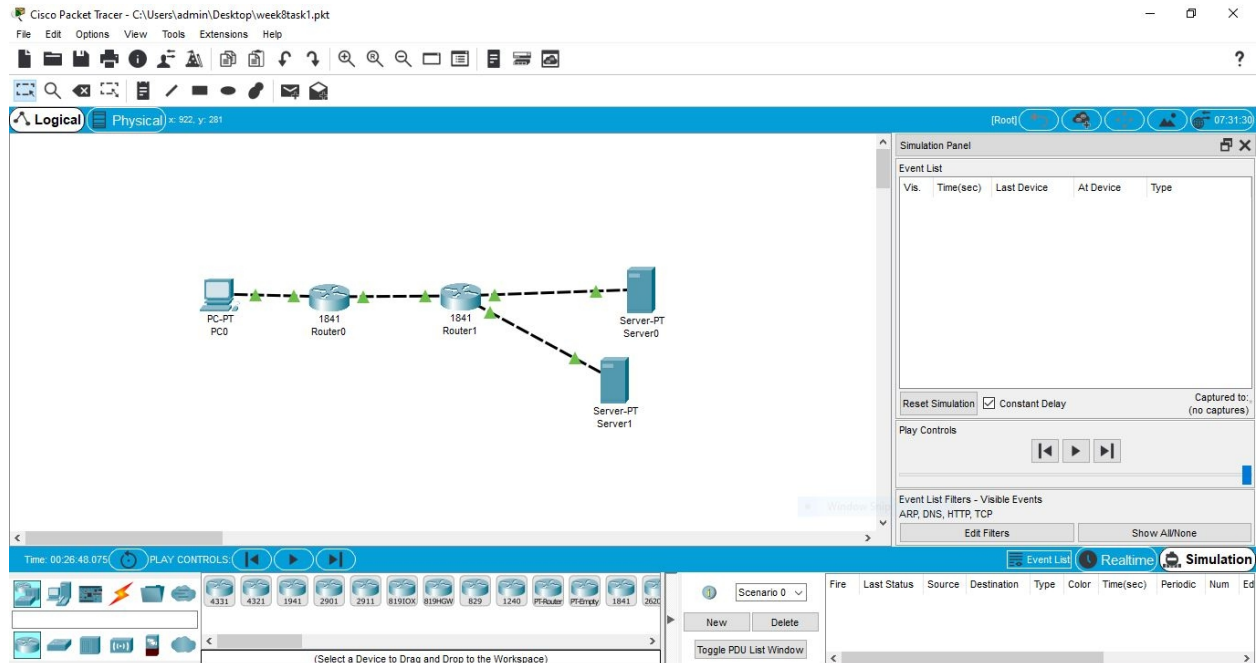 Cisco Packet Tracer - C:\Users\admin\Desktop\week8task1.pkt
File Edit Options View Tools Extensions Help
?
Logical Physical x: 922, y: 281 [Root] 07:31:30
Simulation Panel
Event List
Vis. Time(sec) Last Device At Device Type
PC-PT
PC0
1841
Router0
1841
Router1
Server-PT
Server0
Server-PT
Server1
Reset Simulation Constant Delay Captured to:
(no captures)
Play Controls
Event List Filters - Visible Events
ARP, DNS, HTTP, TCP
Edit Filters Show All/None
Time: 00:26:48.075 PLAY CONTROLS: Event List Realtime Simulation
4331 4321 1941 2901 2911 819IOX 819HGW 829 1240 PT-Router PT-Empty 1841 262
Scenario 0
New Delete
Toggle PDU List Window
Fire Last Status Source Destination Type Color Time(sec) Periodic Num Ed
(Select a Device to Drag and Drop to the Workspace)